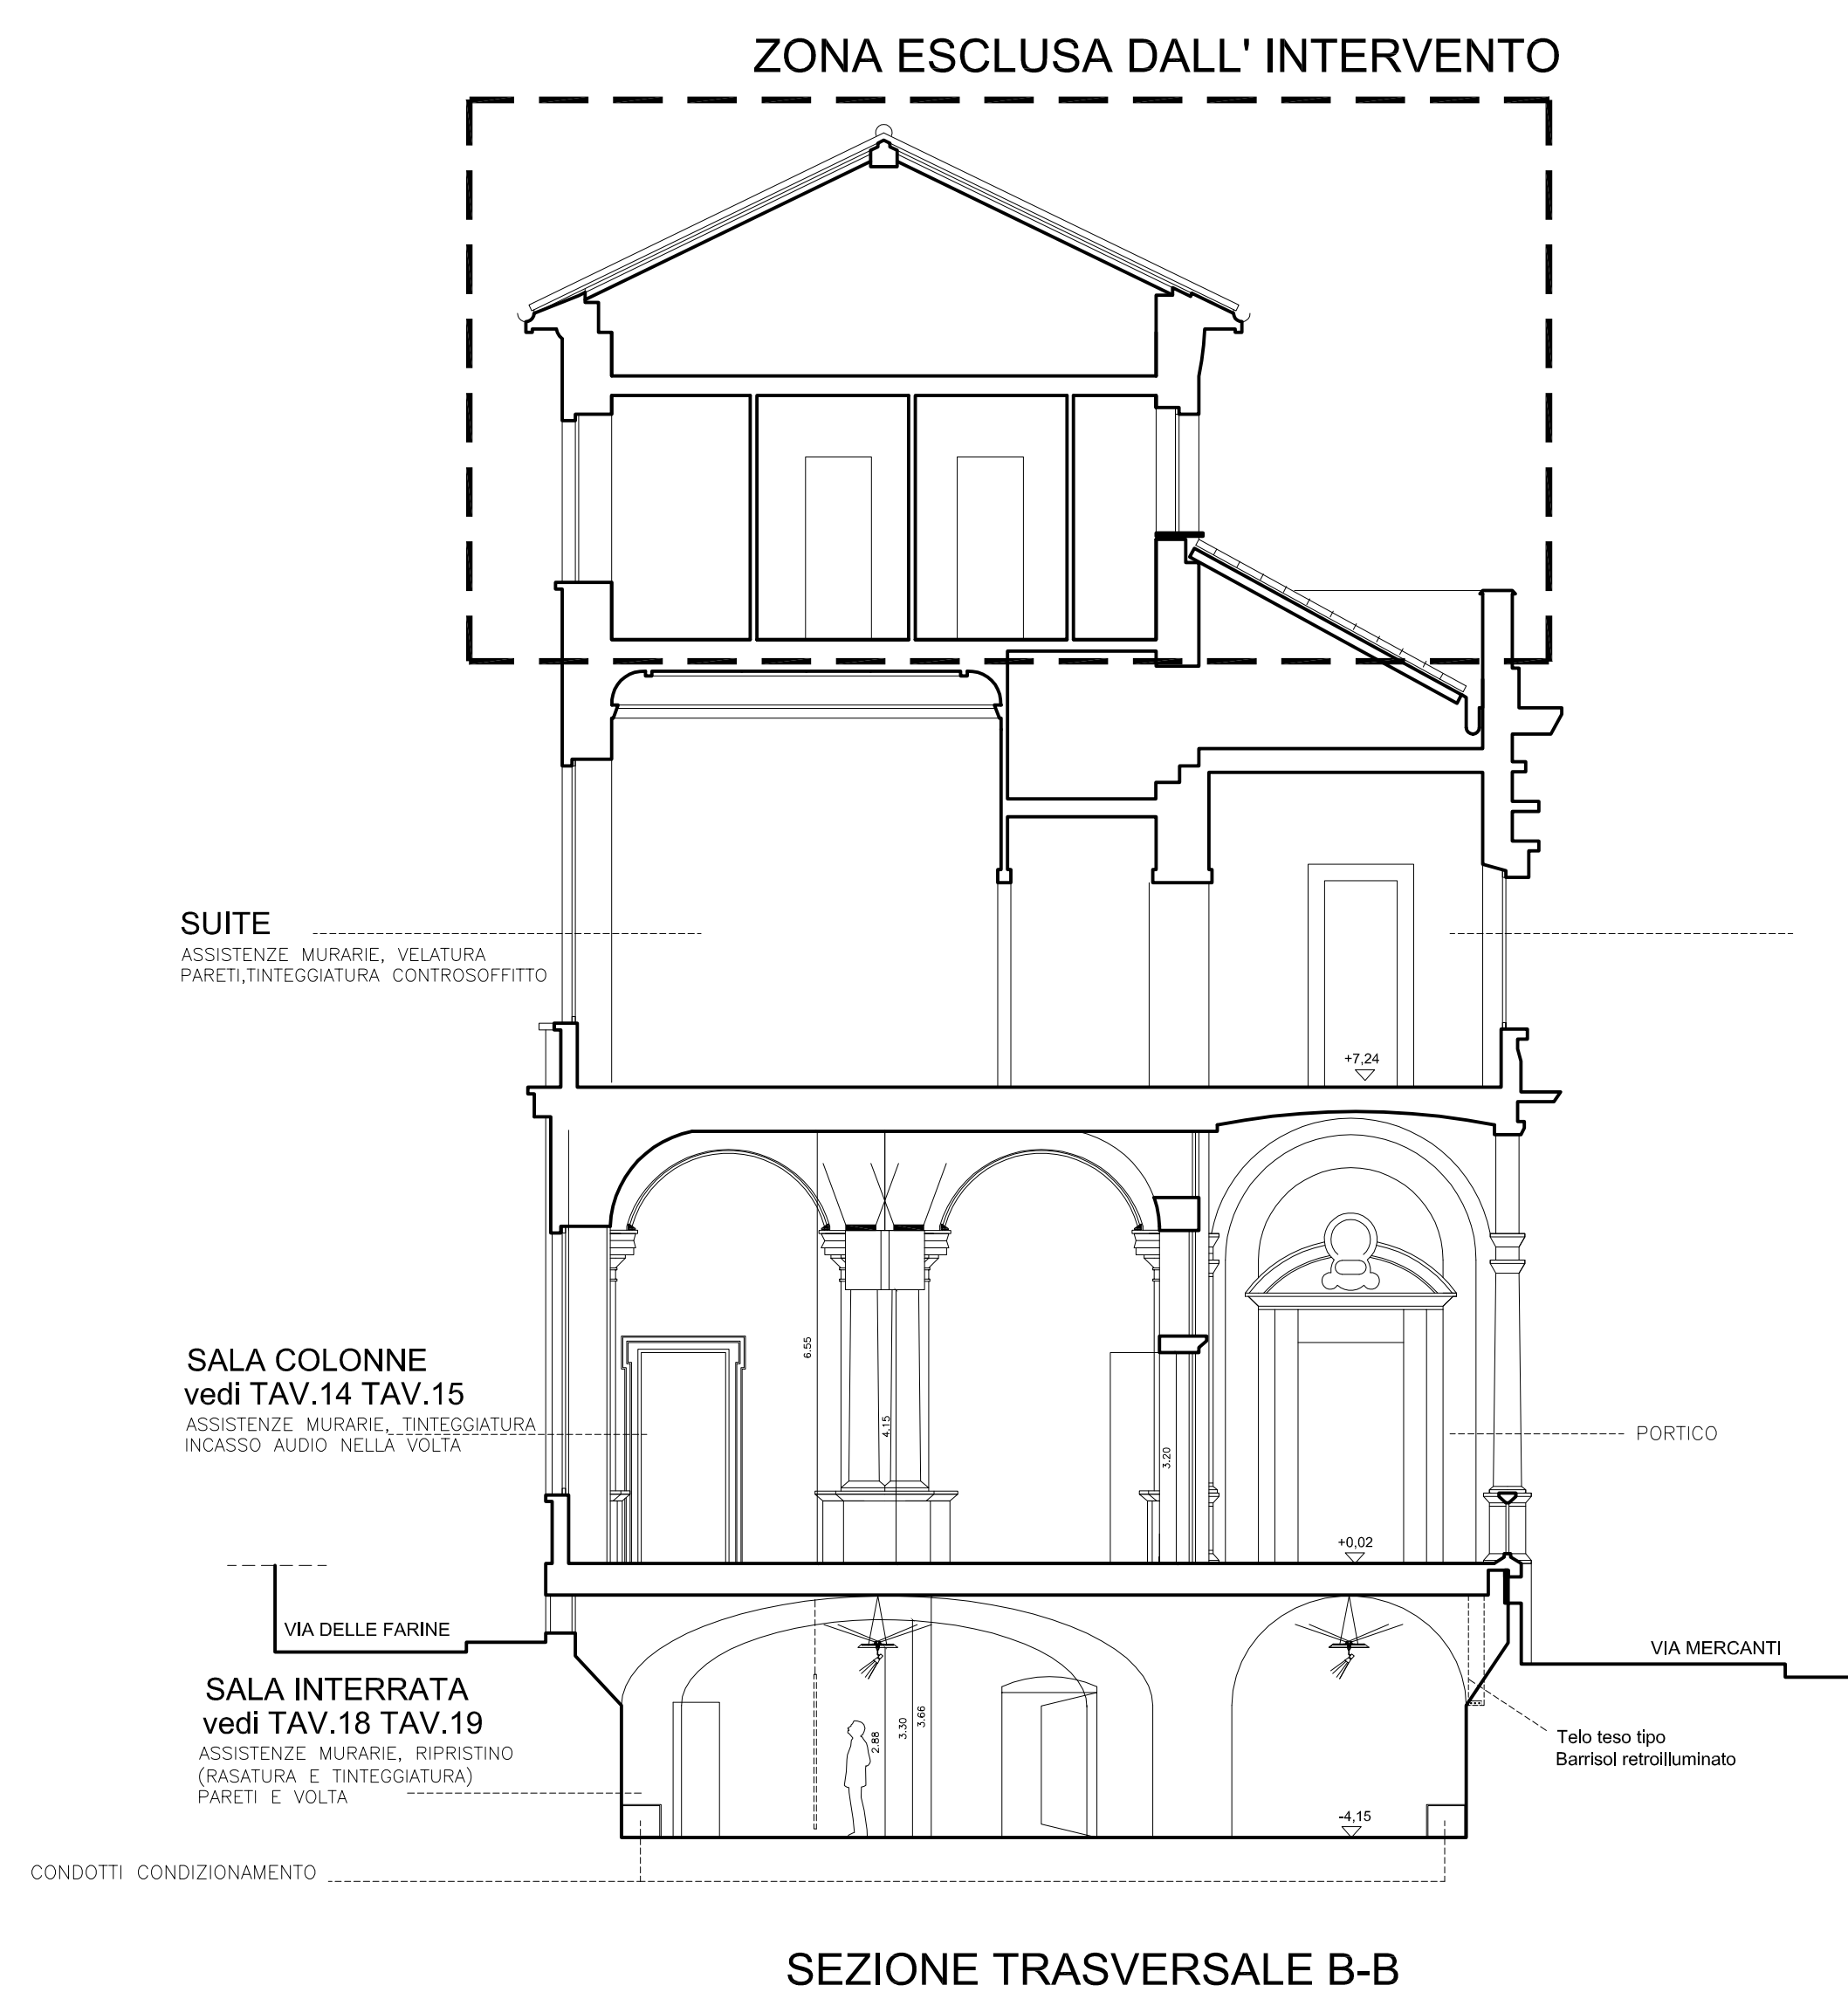 ZONA ESCLUSA DALL' INTERVENTO
SUITE
ASSISTENZE MURARIE, VELATURA
PARETI,TINTEGGIATURA CONTROSOFFITTO
+7,24
SALA COLONNE
vedi TAV.14 TAV.15
ASSISTENZE MURARIE, TINTEGGIATURA
INCASSO AUDIO NELLA VOLTA
6.55
4.15
3.20
PORTICO
+0,02
VIA DELLE FARINE
VIA MERCANTI
SALA INTERRATA
vedi TAV.18 TAV.19
ASSISTENZE MURARIE, RIPRISTINO
(RASATURA E TINTEGGIATURA)
PARETI E VOLTA
2.88
3.30
3.66
Telo teso tipo
Barrisol retroilluminato
-4,15
CONDOTTI CONDIZIONAMENTO
SEZIONE TRASVERSALE B-B